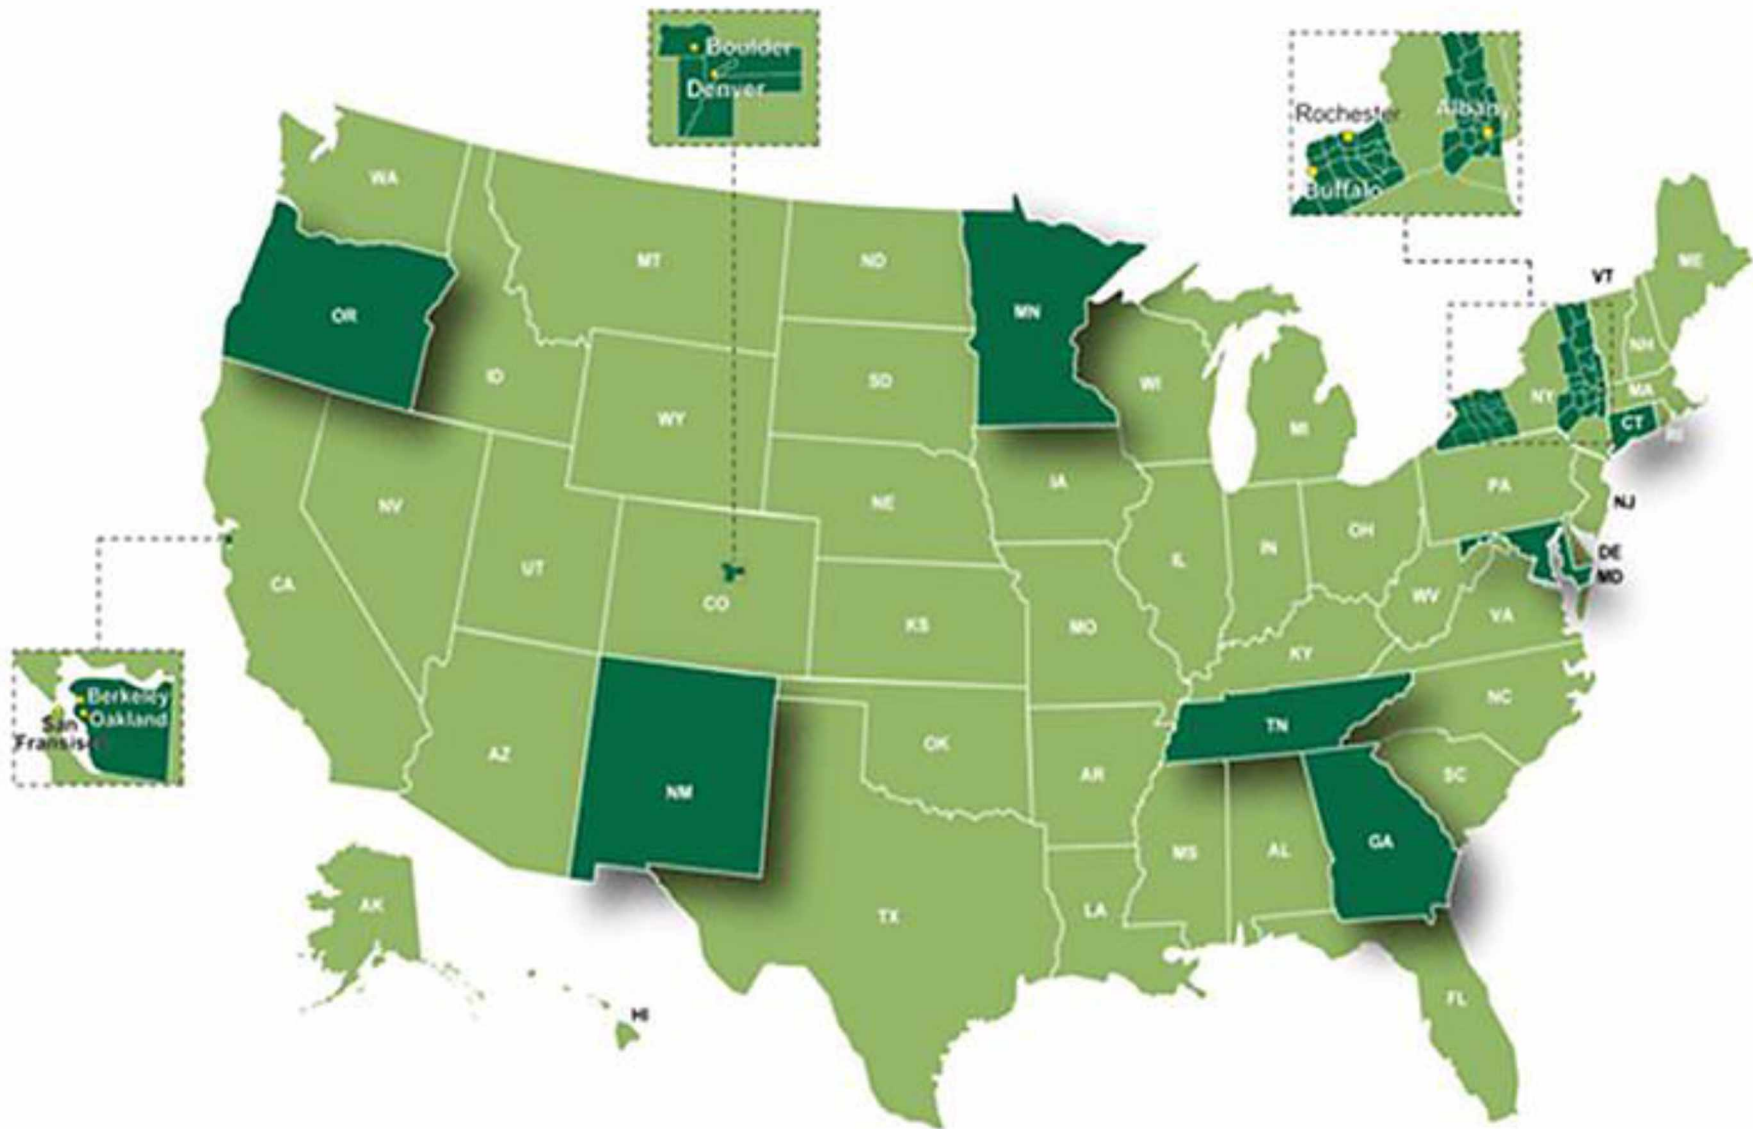 Boulder
Denver
Rochester
Albany
Buffalo
WA
MT
ND
MN
VT
ME
OR
ID
SD
WI
MI
NY
NH
MA
CT
RI
WY
IA
PA
NJ
NV
NE
IL
IN
OH
DE
MD
CA
UT
CO
KS
MO
WV
VA
KY
Berkeley
Oakland
San
Fransisco
AZ
NM
OK
AR
TN
NC
SC
MS
AL
GA
AK
TX
LA
FL
HI